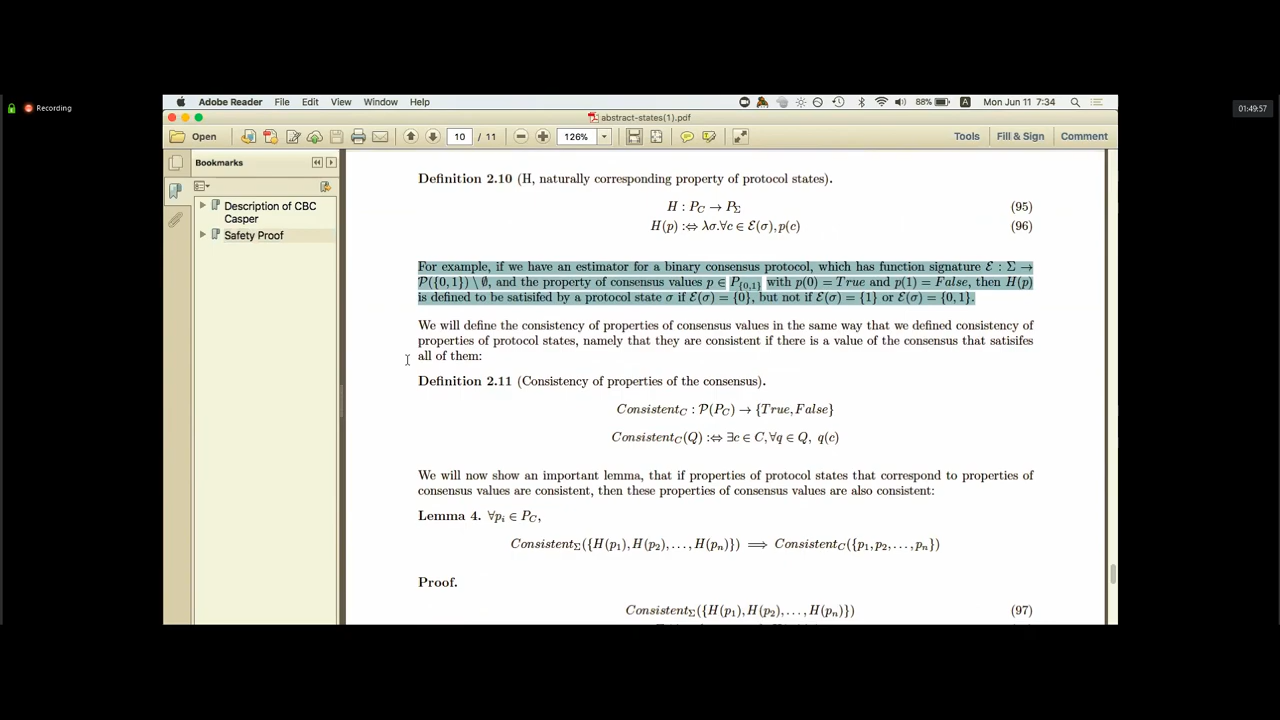 Recording
01:49:57
Adobe Reader File Edit View Window Help
88% A Mon Jun 11 7:34
abstract-states(1).pdf
Open 10 / 11 126% Tools Fill & Sign Comment
Bookmarks
Description of CBC
Casper
Safety Proof
Definition 2.10 (H, naturally corresponding property of protocol states).
H : P_C → P_Σ (95)
H(p) :⇔ λσ.∀c ∈ ℰ(σ), p(c) (96)
For example, if we have an estimator for a binary consensus protocol, which has function signature ℰ : Σ →
𝒫({0, 1}) \ ∅, and the property of consensus values p ∈ P_{0,1} with p(0) = True and p(1) = False, then H(p)
is defined to be satisifed by a protocol state σ if ℰ(σ) = {0}, but not if ℰ(σ) = {1} or ℰ(σ) = {0, 1}.
We will define the consistency of properties of consensus values in the same way that we defined consistency of
properties of protocol states, namely that they are consistent if there is a value of the consensus that satisifes
all of them:
Definition 2.11 (Consistency of properties of the consensus).
Consistent_C : 𝒫(P_C) → {True, False}
Consistent_C(Q) :⇔ ∃c ∈ C, ∀q ∈ Q, q(c)
We will now show an important lemma, that if properties of protocol states that correspond to properties of
consensus values are consistent, then these properties of consensus values are also consistent:
Lemma 4. ∀p_i ∈ P_C,
Consistent_Σ({H(p_1), H(p_2), . . . , H(p_n)}) ⟹ Consistent_C({p_1, p_2, . . . , p_n})
Proof.
Consistent_Σ({H(p_1), H(p_2), . . . , H(p_n)}) (97)